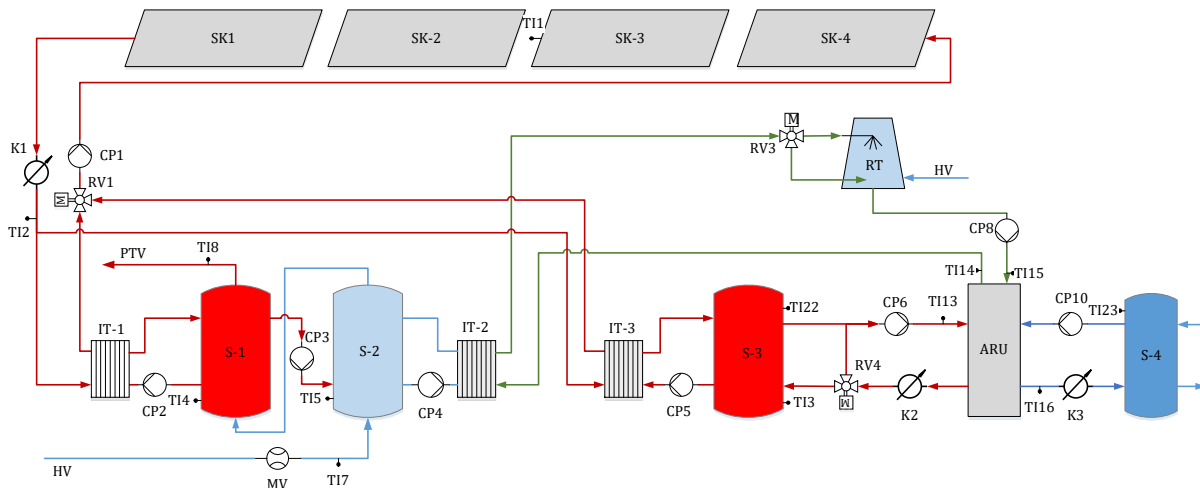 SK1
SK-2
TI1
SK-3
SK-4
K1
CP1
RV1
M
TI2
PTV
TI8
M
RV3
RT
HV
CP8
TI14
TI15
IT-1
S-1
CP2
TI4
CP3
S-2
TI5
CP4
IT-2
IT-3
CP5
S-3
TI22
TI3
CP6
TI13
RV4
M
K2
ARU
CP10
TI23
S-4
TI16
K3
HV
MV
TI7